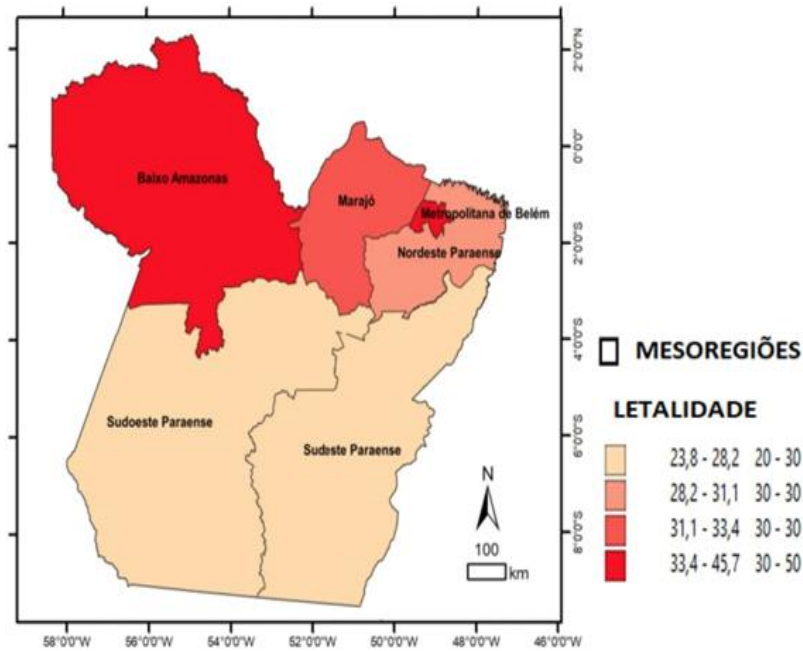 Baixo Amazonas
Marajó
Metropolitana de Belém
Nordeste Paraense
Sudoeste Paraense
Sudeste Paraense
2°0'0"N
0°0'0"
2°0'0"S
4°0'0"S
6°0'0"S
8°0'0"S
N
100
km
58°0'0"W 56°0'0"W 54°0'0"W 52°0'0"W 50°0'0"W 48°0'0"W 46°0'0"W
MESOREGIÕES
LETALIDADE
23,8 - 28,2 20 - 30
28,2 - 31,1 30 - 30
31,1 - 33,4 30 - 30
33,4 - 45,7 30 - 50